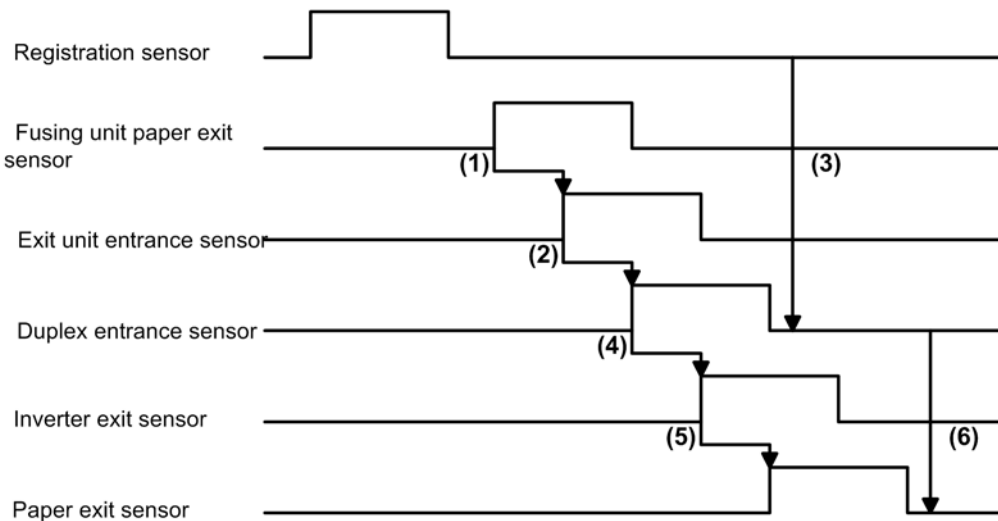 Registration sensor
Fusing unit paper exit
sensor
(1)
(3)
Exit unit entrance sensor
(2)
Duplex entrance sensor
(4)
Inverter exit sensor
(5)
(6)
Paper exit sensor